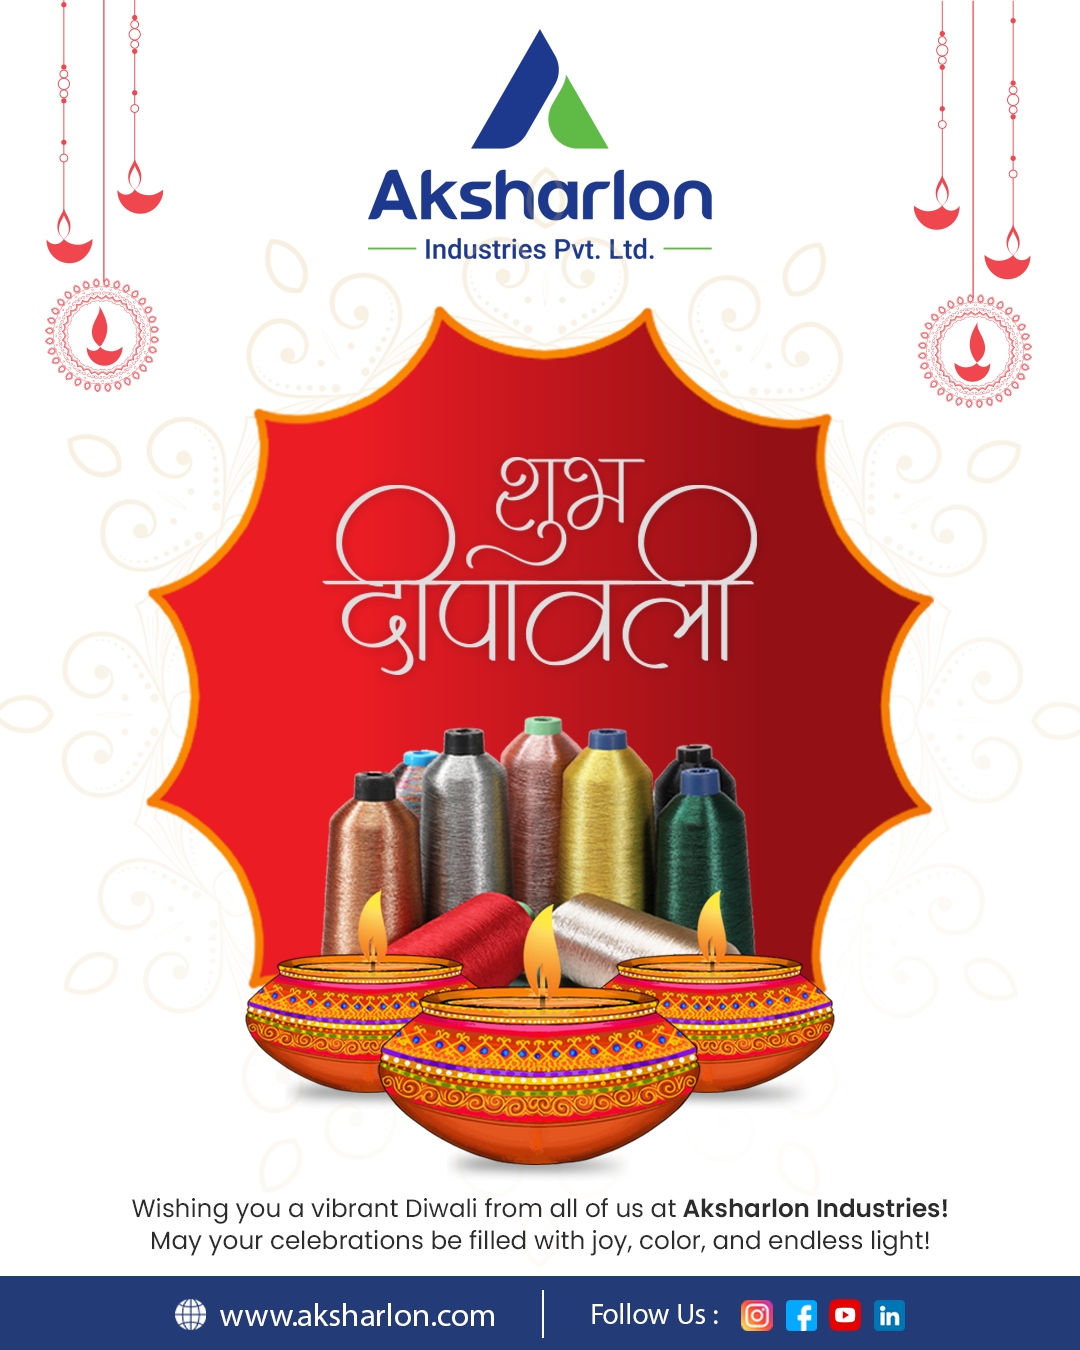 Aksharlon
Industries Pvt. Ltd.
शुभ
दीपावली
Wishing you a vibrant Diwali from all of us at Aksharlon Industries!
May your celebrations be filled with joy, color, and endless light!
www.aksharlon.com
Follow Us :